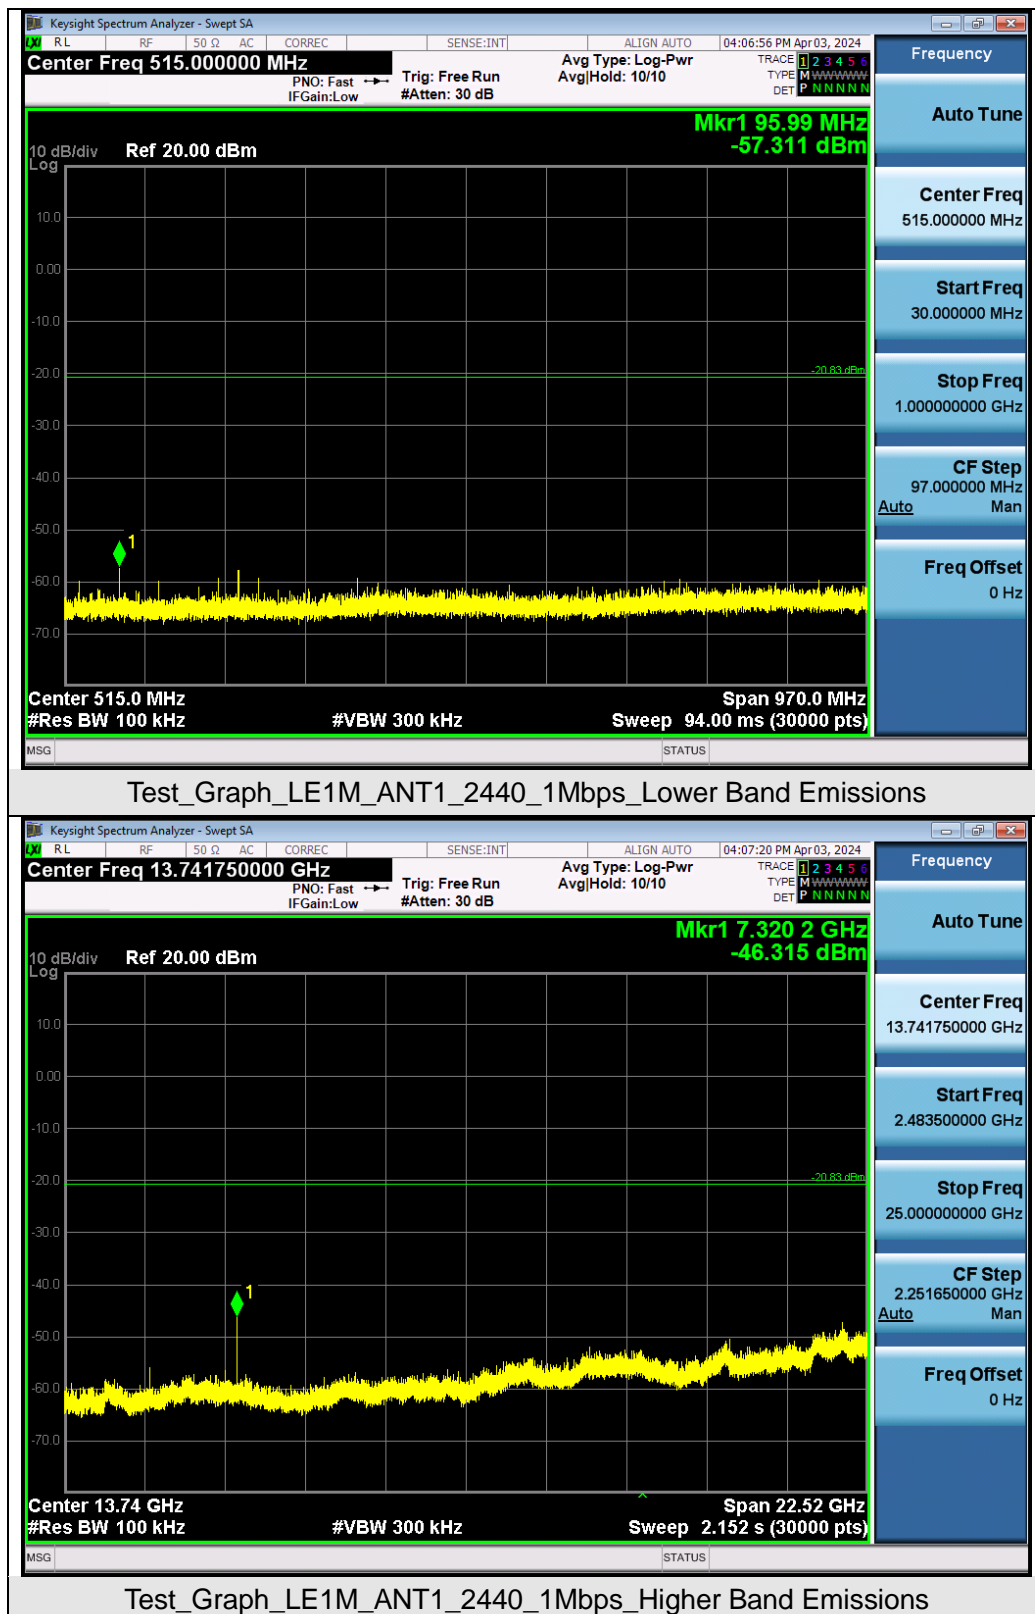 Keysight Spectrum Analyzer - Swept SA
LXI RL RF 50 Ω AC CORREC SENSE:INT ALIGN AUTO 04:06:56 PM Apr 03, 2024
Center Freq 515.000000 MHz
PNO: Fast
IFGain:Low
Trig: Free Run
#Atten: 30 dB
Avg Type: Log-Pwr
Avg|Hold: 10/10
TRACE 1 2 3 4 5 6
TYPE M WWWWW
DET P N N N N N
Mkr1 95.99 MHz
-57.311 dBm
10 dB/div Ref 20.00 dBm
Log
10.0
0.00
-10.0
-20.0
-20.83 dBm
-30.0
-40.0
-50.0
1
-60.0
-70.0
Center 515.0 MHz Span 970.0 MHz
#Res BW 100 kHz #VBW 300 kHz Sweep 94.00 ms (30000 pts)
MSG STATUS
Frequency
Auto Tune
Center Freq
515.000000 MHz
Start Freq
30.000000 MHz
Stop Freq
1.000000000 GHz
CF Step
97.000000 MHz
Auto Man
Freq Offset
0 Hz
Test_Graph_LE1M_ANT1_2440_1Mbps_Lower Band Emissions
Keysight Spectrum Analyzer - Swept SA
LXI RL RF 50 Ω AC CORREC SENSE:INT ALIGN AUTO 04:07:20 PM Apr 03, 2024
Center Freq 13.741750000 GHz
PNO: Fast
IFGain:Low
Trig: Free Run
#Atten: 30 dB
Avg Type: Log-Pwr
Avg|Hold: 10/10
TRACE 1 2 3 4 5 6
TYPE M WWWWW
DET P N N N N N
Mkr1 7.320 2 GHz
-46.315 dBm
10 dB/div Ref 20.00 dBm
Log
10.0
0.00
-10.0
-20.0
-20.83 dBm
-30.0
-40.0
1
-50.0
-60.0
-70.0
Center 13.74 GHz Span 22.52 GHz
#Res BW 100 kHz #VBW 300 kHz Sweep 2.152 s (30000 pts)
MSG STATUS
Frequency
Auto Tune
Center Freq
13.741750000 GHz
Start Freq
2.483500000 GHz
Stop Freq
25.000000000 GHz
CF Step
2.251650000 GHz
Auto Man
Freq Offset
0 Hz
Test_Graph_LE1M_ANT1_2440_1Mbps_Higher Band Emissions